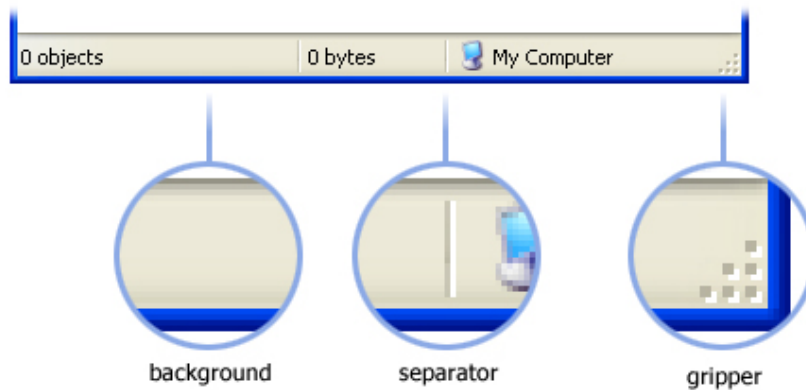 0 objects 0 bytes My Computer
background separator gripper